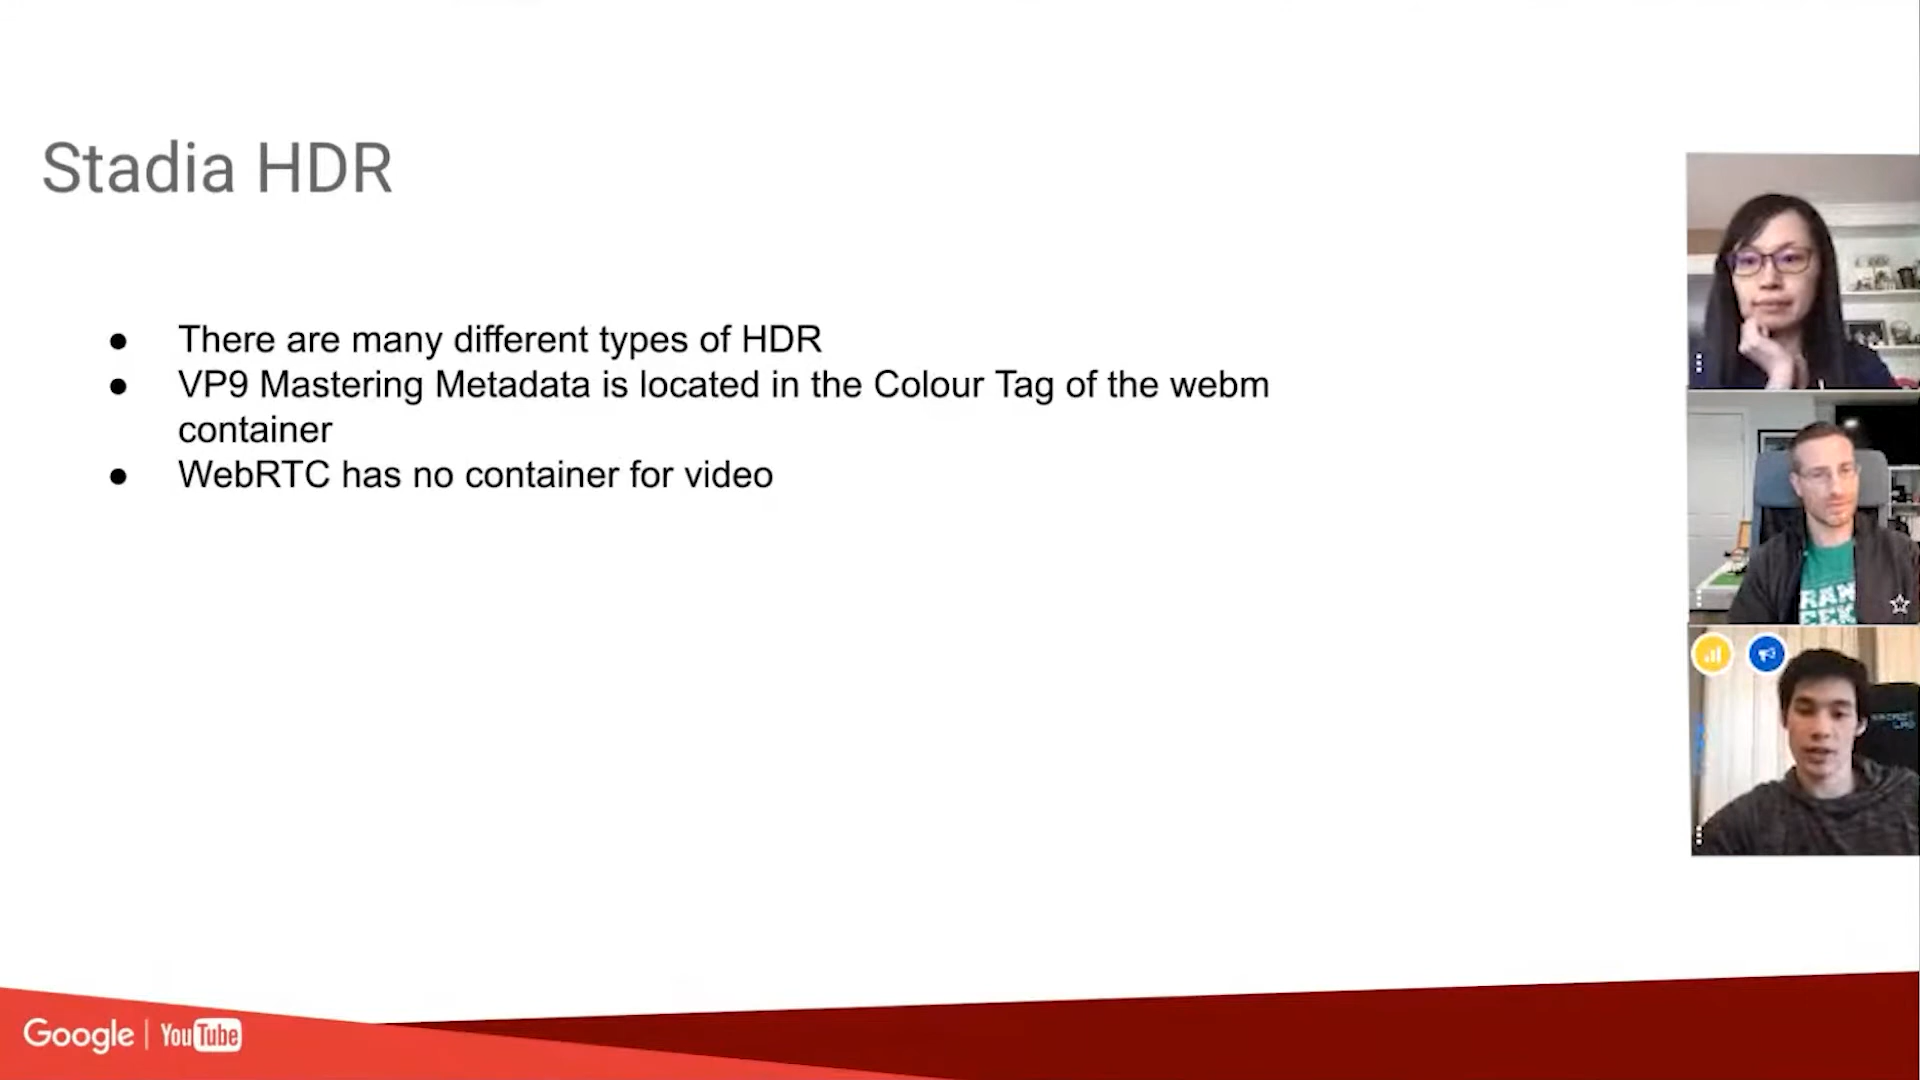 Stadia HDR
● There are many different types of HDR
● VP9 Mastering Metadata is located in the Colour Tag of the webm
container
● WebRTC has no container for video
Google | YouTube